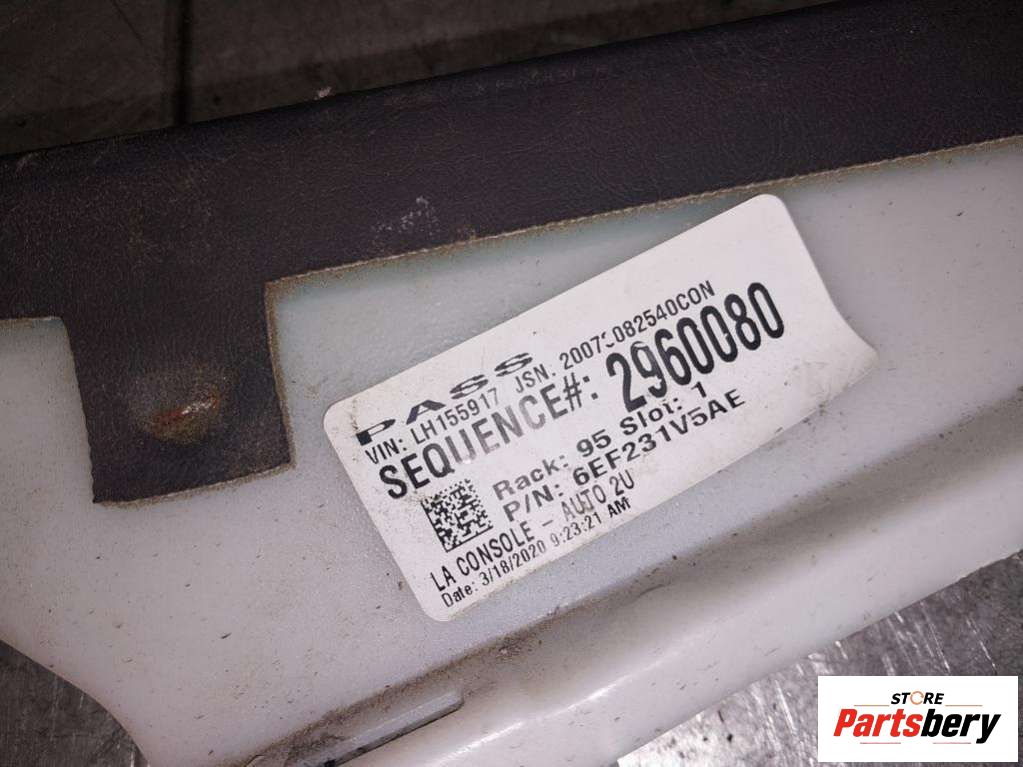 PASS
VIN: LH155917 JSN. 082540CON
SEQUENCE#: 2960080
Rack: 95 Slot: 1
P/N: 6EF231V5AE
LA CONSOLE - AUTO 2U
Date: 3/18/2020 9:23:21 AM
STORE
Partsbery